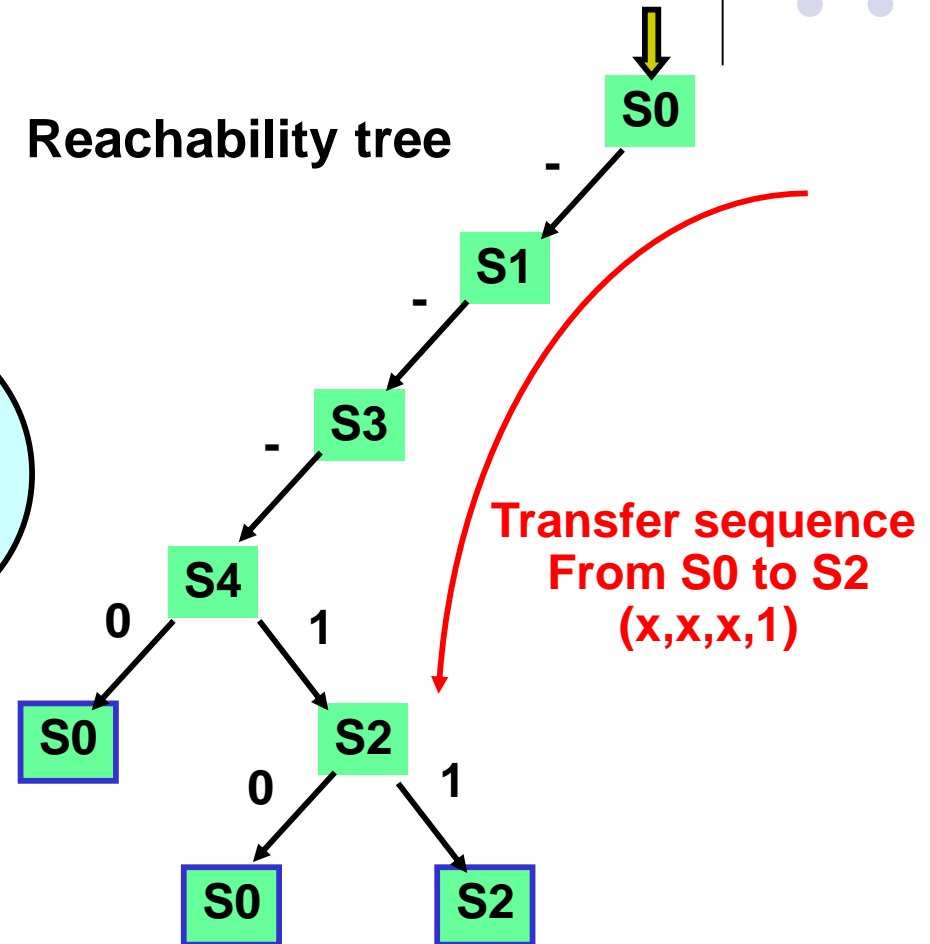 S0
Reachability tree
-
S1
-
S3
-
Transfer sequence
From S0 to S2
(x,x,x,1)
S4
0 1
S0 S2
0 1
S0 S2